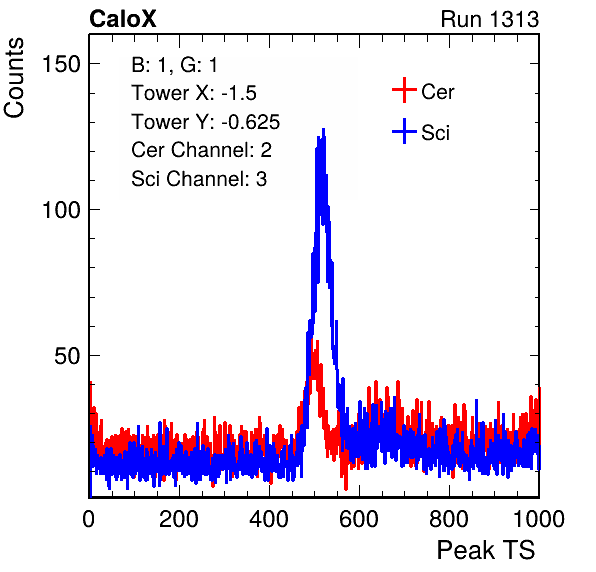 CaloX Run 1313
Counts
150
100
50
B: 1, G: 1
Tower X: -1.5
Tower Y: -0.625
Cer Channel: 2
Sci Channel: 3
Cer
Sci
0 200 400 600 800 1000
Peak TS